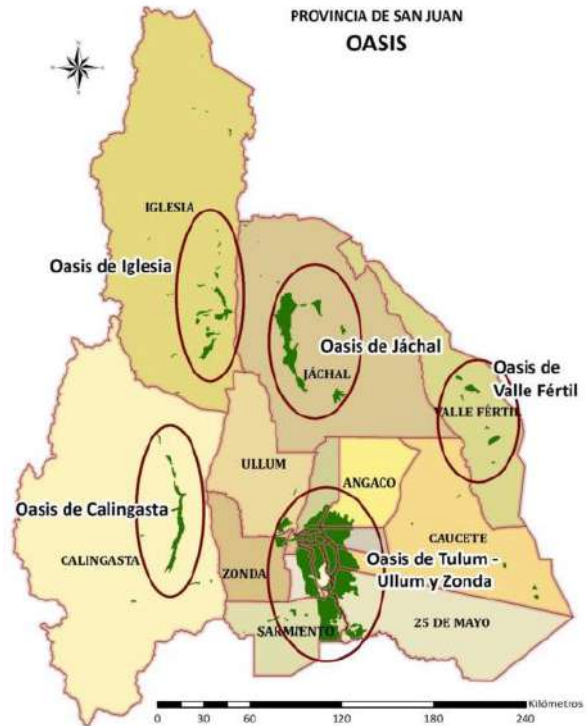 PROVINCIA DE SAN JUAN
OASIS
IGLESIA
Oasis de Iglesia
Oasis de Jáchal
JÁCHAL
Oasis de
Valle Fértil
VALLE FÉRTIL
ULLUM
ANGACO
Oasis de Calingasta
CALINGASTA
ZONDA
CAUCETE
Oasis de Tulum -
Ullum y Zonda
SARMIENTO
25 DE MAYO
Kilómetros
0 15 30 60 120 180 240